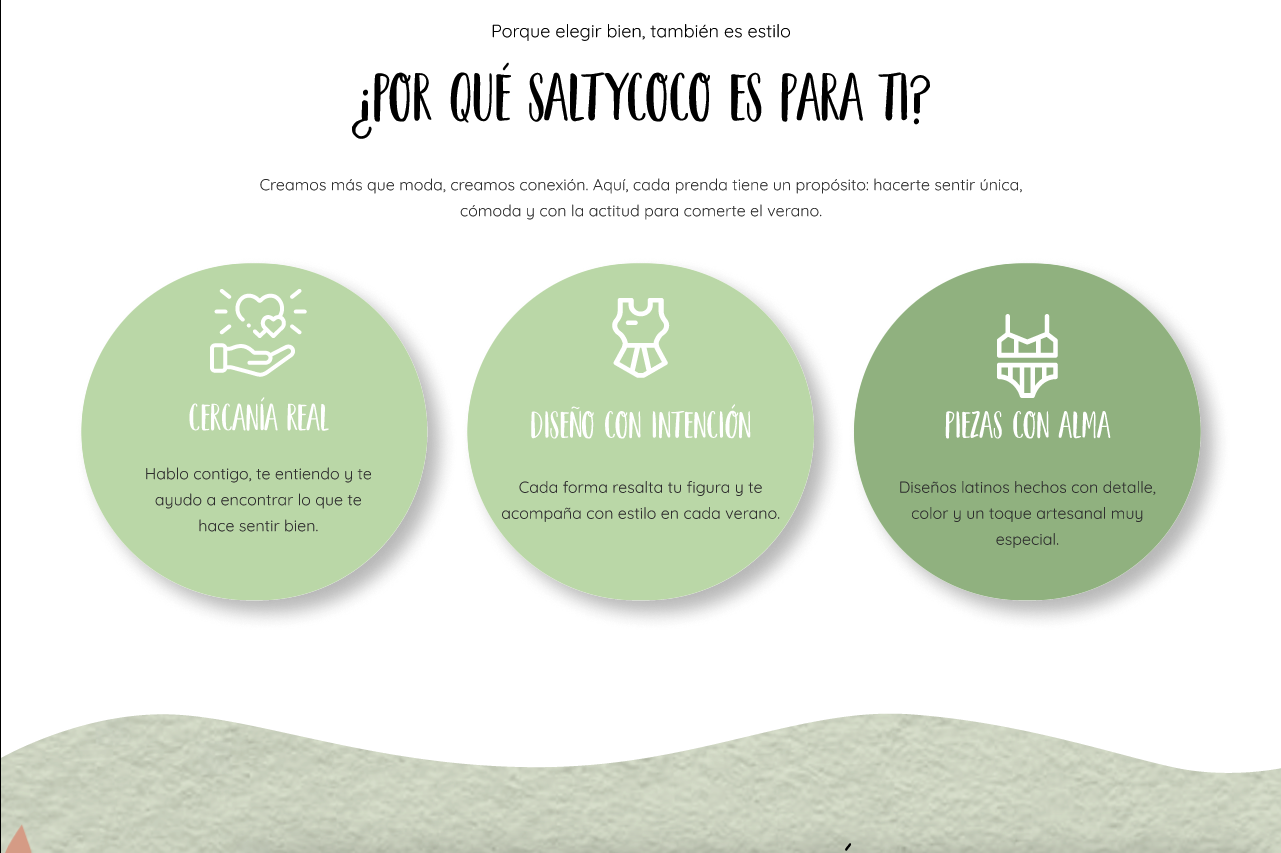 Porque elegir bien, también es estilo
¿POR QUÉ SALTYCOCO ES PARA TI?
Creamos más que moda, creamos conexión. Aquí, cada prenda tiene un propósito: hacerte sentir única,
cómoda y con la actitud para comerte el verano.
CERCANÍA REAL
Hablo contigo, te entiendo y te
ayudo a encontrar lo que te
hace sentir bien.
DISEÑO CON INTENCIÓN
Cada forma resalta tu figura y te
acompaña con estilo en cada verano.
PIEZAS CON ALMA
Diseños latinos hechos con detalle,
color y un toque artesanal muy
especial.